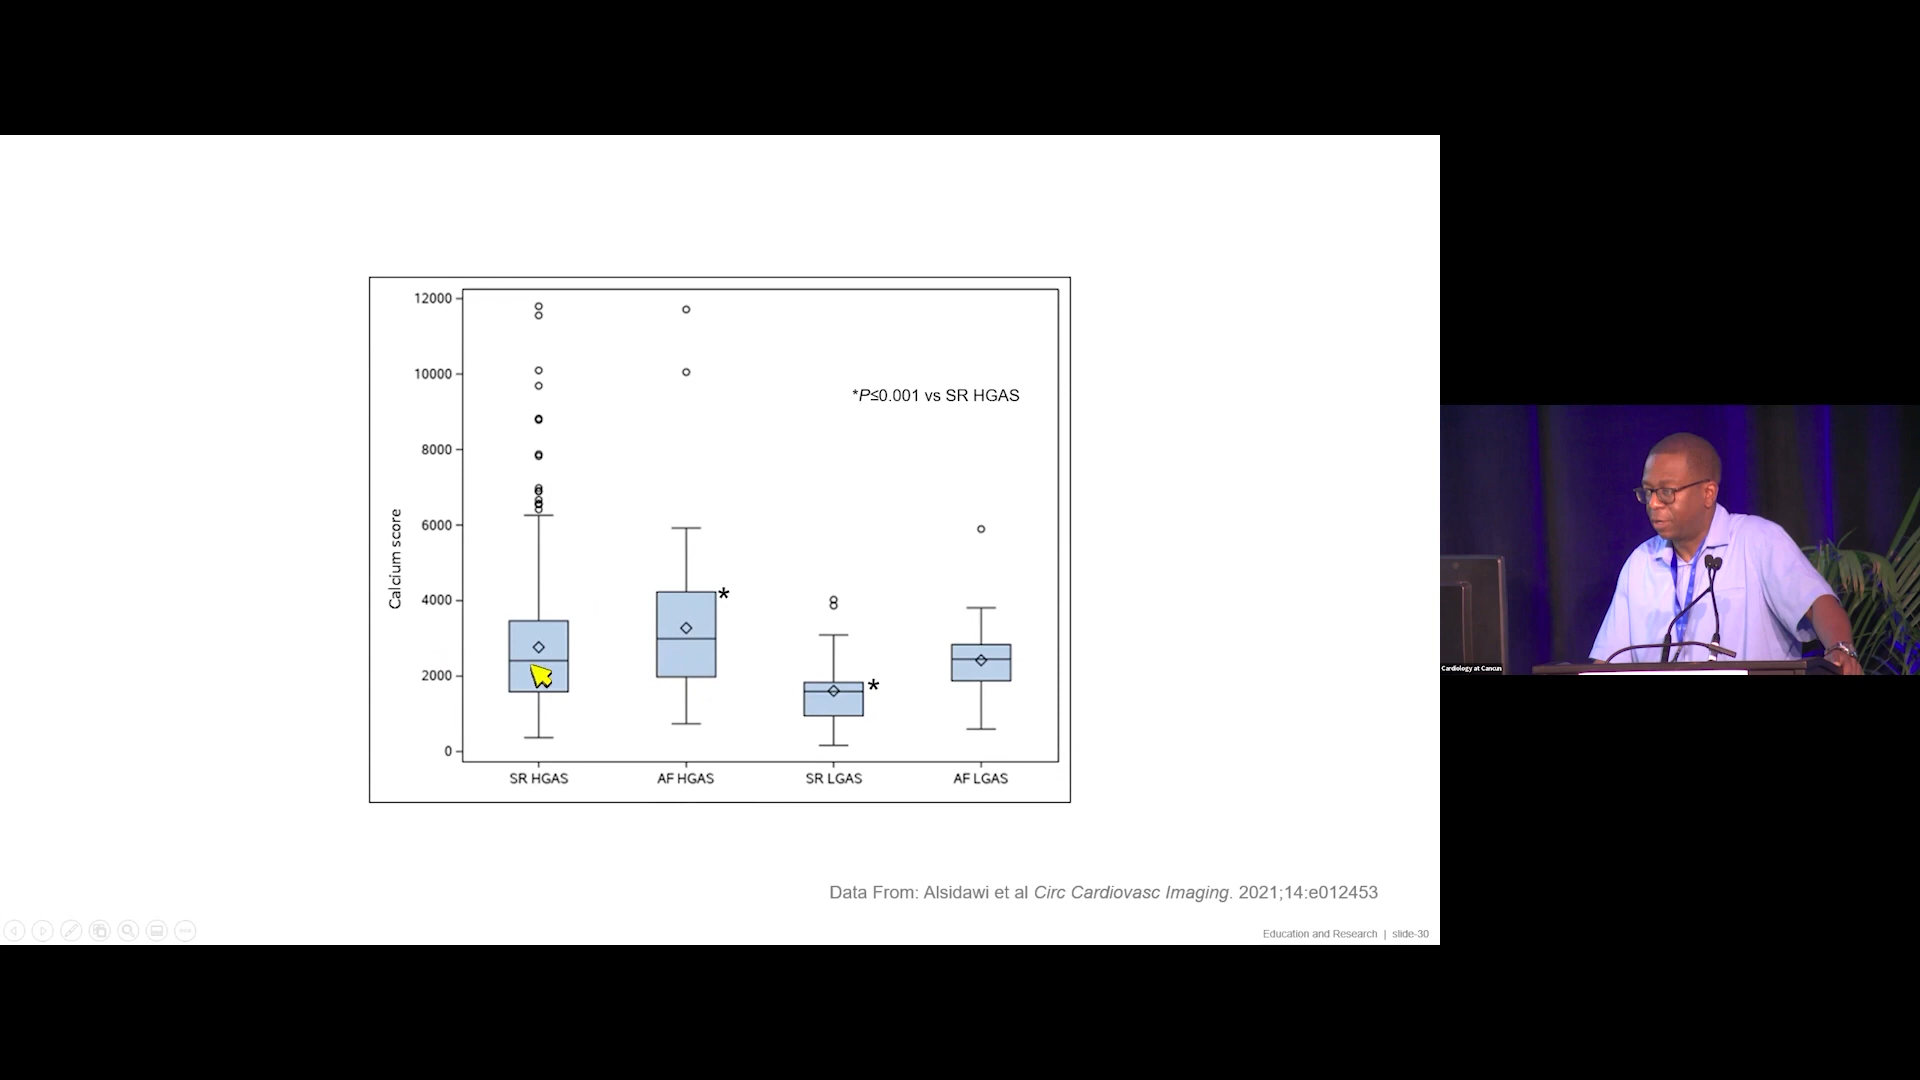 12000
10000
8000
6000
4000
2000
0
Calcium score
*P≤0.001 vs SR HGAS
*
*
SR HGAS
AF HGAS
SR LGAS
AF LGAS
Data From: Alsidawi et al Circ Cardiovasc Imaging. 2021;14:e012453
Education and Research | slide-30
Cardiology at Cancun